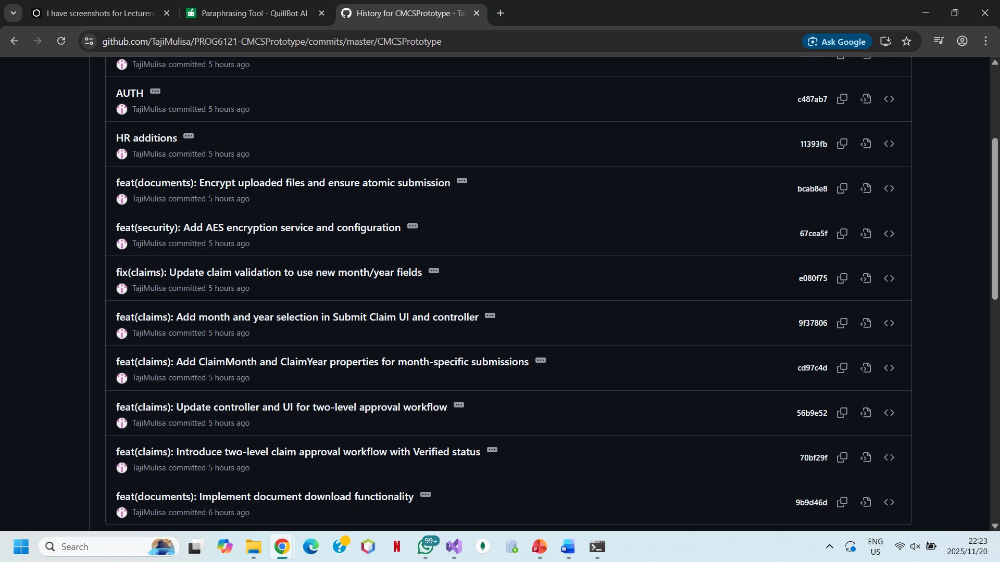 I have screenshots for Lecturers
Paraphrasing Tool - QuillBot AI
History for CMCSPrototype - Ta
github.com/TajiMulisa/PROG6121-CMCSPrototype/commits/master/CMCSPrototype
Ask Google
TajiMulisa committed 5 hours ago
AUTH
c487ab7
TajiMulisa committed 5 hours ago
HR additions
11393fb
TajiMulisa committed 5 hours ago
feat(documents): Encrypt uploaded files and ensure atomic submission
bcab8e8
TajiMulisa committed 5 hours ago
feat(security): Add AES encryption service and configuration
67cea5f
TajiMulisa committed 5 hours ago
fix(claims): Update claim validation to use new month/year fields
e080f75
TajiMulisa committed 5 hours ago
feat(claims): Add month and year selection in Submit Claim UI and controller
9f37806
TajiMulisa committed 5 hours ago
feat(claims): Add ClaimMonth and ClaimYear properties for month-specific submissions
cd97c4d
TajiMulisa committed 5 hours ago
feat(claims): Update controller and UI for two-level approval workflow
56b9e52
TajiMulisa committed 5 hours ago
feat(claims): Introduce two-level claim approval workflow with Verified status
70bf29f
TajiMulisa committed 5 hours ago
feat(documents): Implement document download functionality
9b9d46d
TajiMulisa committed 6 hours ago
Search
99+
ENG
US
22:23
2025/11/20